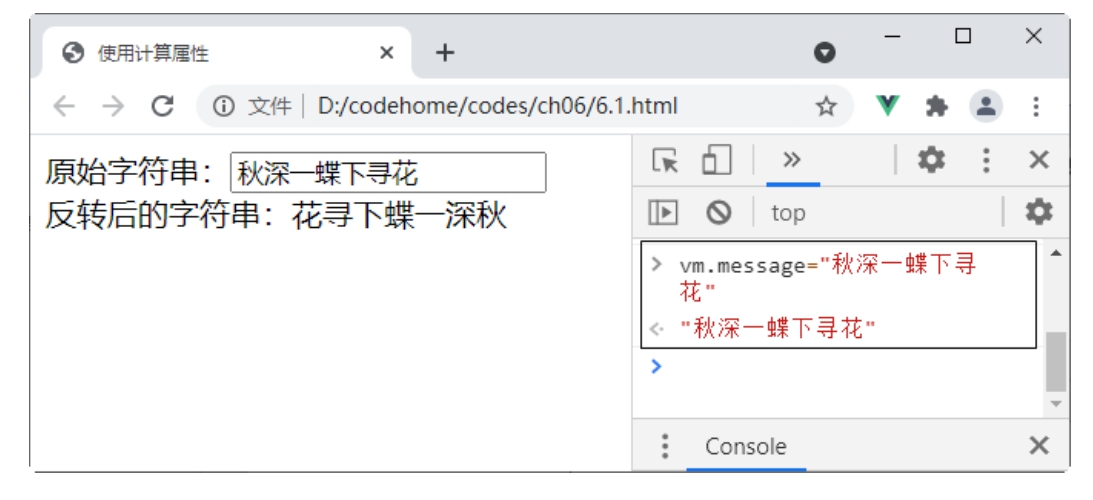 使用计算属性
文件 D:/codehome/codes/ch06/6.1.html
原始字符串：秋深一蝶下寻花
反转后的字符串：花寻下蝶一深秋
top
vm.message="秋深一蝶下寻
花"
"秋深一蝶下寻花"
Console